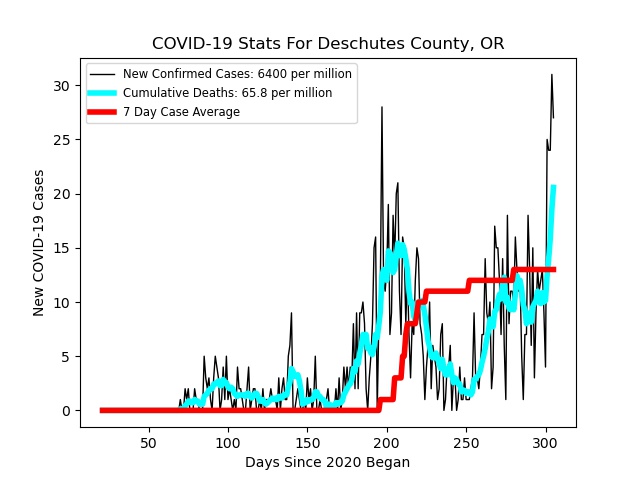 COVID-19 Stats For Deschutes County, OR
New Confirmed Cases: 6400 per million
Cumulative Deaths: 65.8 per million
7 Day Case Average
New COVID-19 Cases
30
25
20
15
10
5
0
50 100 150 200 250 300
Days Since 2020 Began